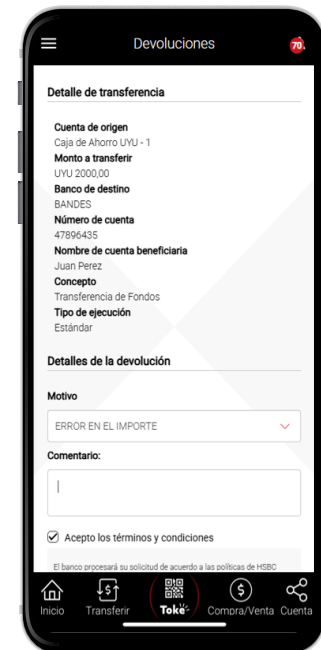 Devoluciones
70
Detalle de transferencia
Cuenta de origen
Caja de Ahorro UYU - 1
Monto a transferir
UYU 2000,00
Banco de destino
BANDES
Número de cuenta
47896435
Nombre de cuenta beneficiaria
Juan Perez
Concepto
Transferencia de Fondos
Tipo de ejecución
Estándar
Detalles de la devolución
Motivo
ERROR EN EL IMPORTE
Comentario:
Acepto los términos y condiciones
El banco procesará su solicitud de acuerdo a las políticas de HSBC
Inicio Transferir Toke Compra/Venta Cuenta